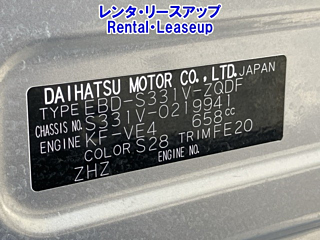 レンタ・リースアップ
Rental・Leaseup
DAIHATSU MOTOR CO.,LTD. JAPAN
TYPE EBD-S331V-ZQDF
CHASSIS NO. S331V-0219941
ENGINE KF-VE4 658cc
COLOR S28 TRIM FE20
ZHZ ENGINE NO.